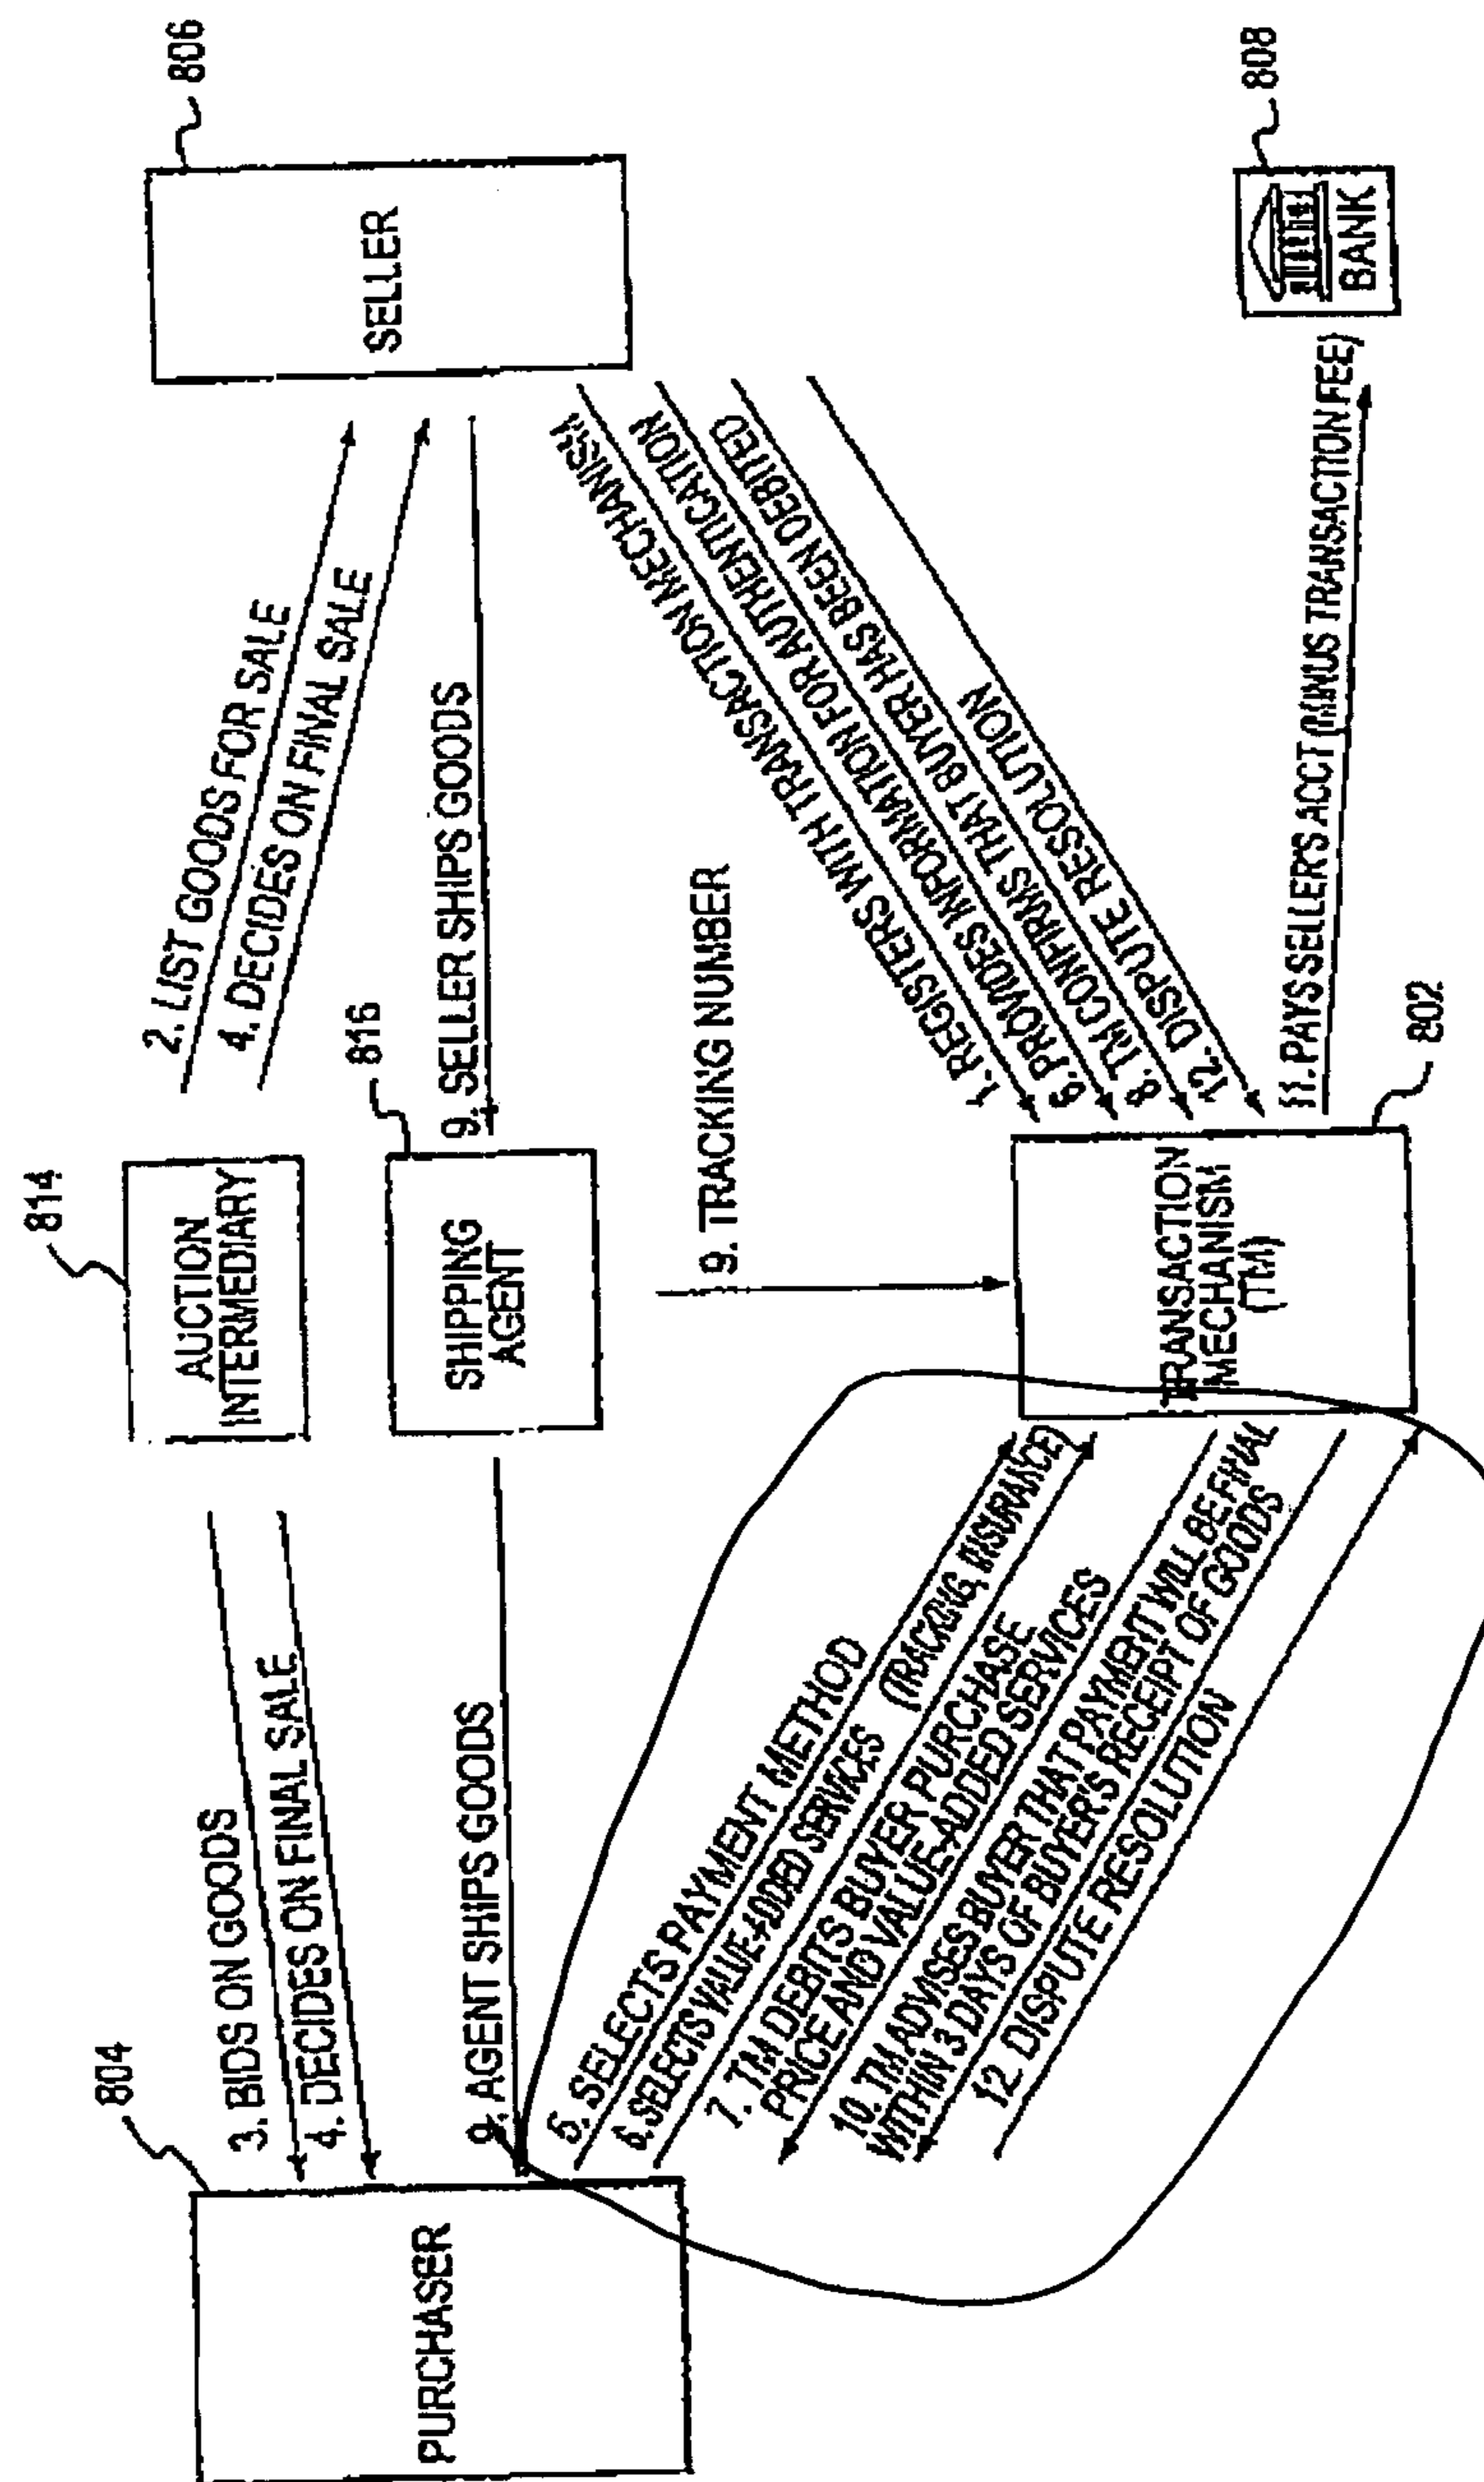 804
PURCHASER
3. BIDS ON GOODS
4. DECIDES ON FINAL SALE
9. AGENT SHIPS GOODS
814
AUCTION
INTERMEDIARY
816
SHIPPING
AGENT
2. LIST GOODS FOR SALE
4. DECIDES ON FINAL SALE
9. SELLER SHIPS GOODS
806
SELLER
9. TRACKING NUMBER
5. SELECTS PAYMENT METHOD
6. SELECTS VALUE-ADDED SERVICES (TRACKING, INSURANCE)
7. TM DEBITS BUYER PURCHASE
PRICE AND VALUE-ADDED SERVICES
10. TM ADVISES BUYER THAT PAYMENT WILL BE FINAL
WITHIN 3 DAYS OF BUYER'S RECEIPT OF GOODS
12. DISPUTE RESOLUTION
TRANSACTION
MECHANISM
(TM)
802
1. REGISTERS WITH TRANSACTION MECHANISM
6. PROVIDES INFORMATION FOR AUTHENTICATION
8. TM CONFIRMS THAT BUYER HAS BEEN DEBITED
12. DISPUTE RESOLUTION
11. PAYS SELLER'S ACCT (MINUS TRANSACTION FEE)
808
BANK